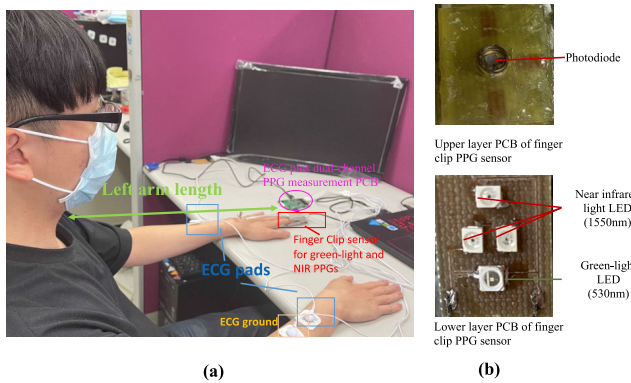 ECG plus dual-channel
PPG measurement PCB
Left arm length
Finger Clip sensor
for green-light and
NIR PPGs
ECG pads
ECG ground
(a)
Photodiode
Upper layer PCB of finger
clip PPG sensor
Near infrared
light LED
(1550nm)
Green-light
LED
(530nm)
Lower layer PCB of finger
clip PPG sensor
(b)